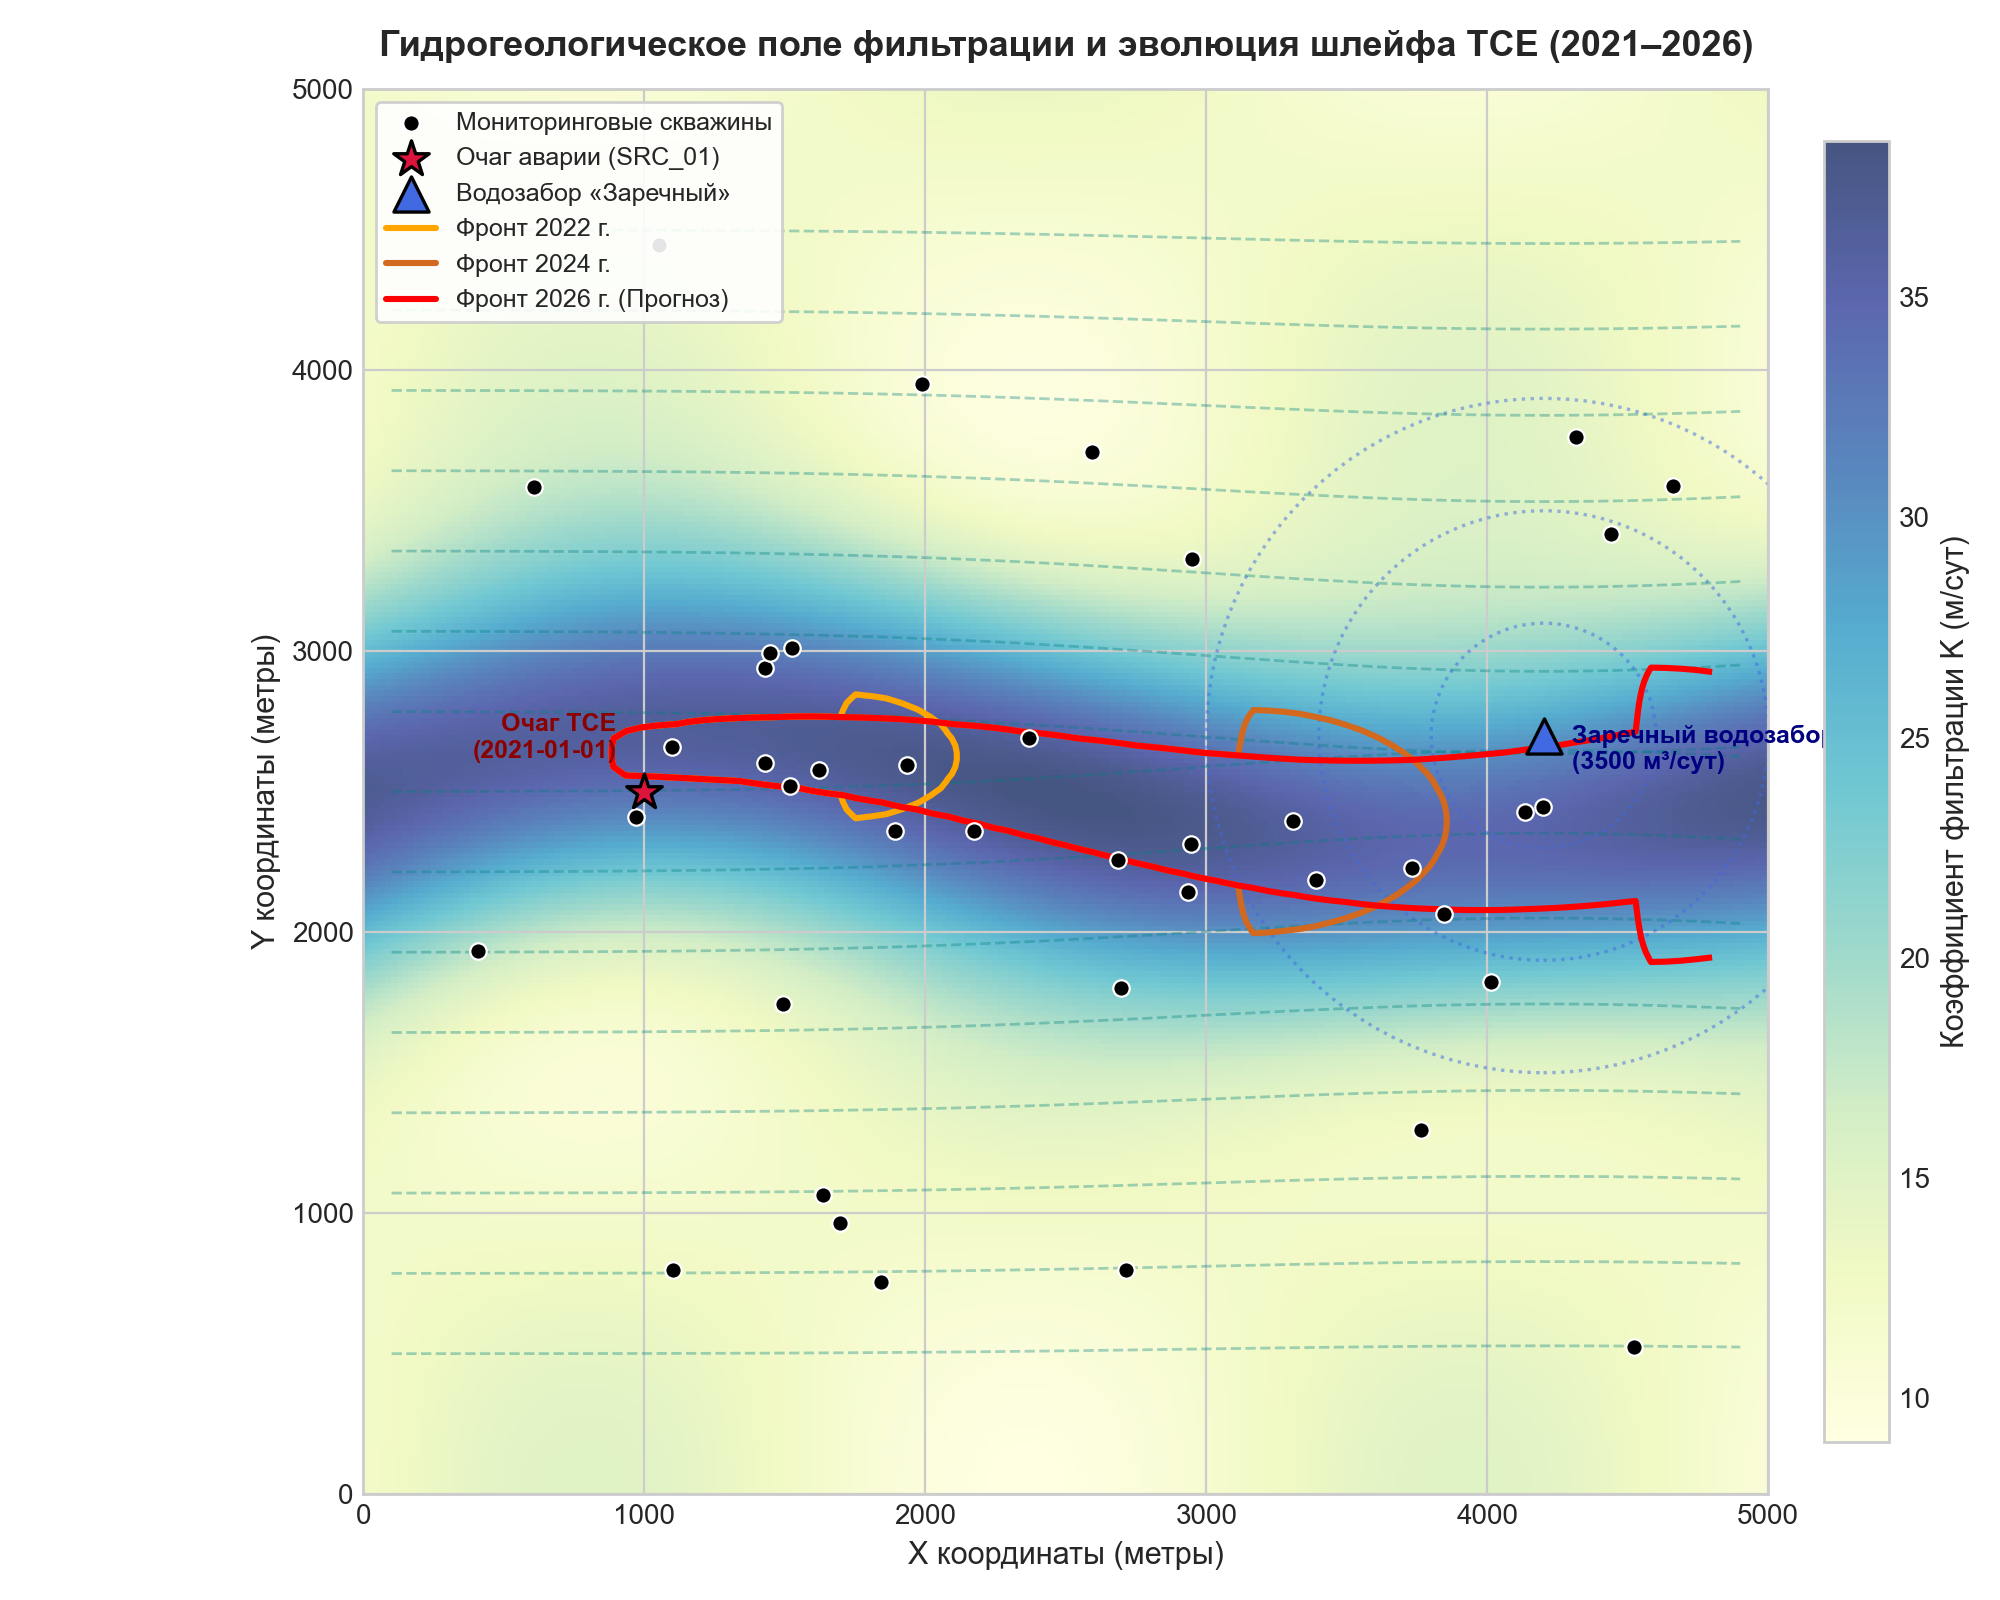 Гидрогеологическое поле фильтрации и эволюция шлейфа TCE (2021–2026)
Мониторинговые скважины
Очаг аварии (SRC_01)
Водозабор «Заречный»
Фронт 2022 г.
Фронт 2024 г.
Фронт 2026 г. (Прогноз)
5000
4000
3000
2000
1000
0
Y координаты (метры)
Очаг TCE
(2021-01-01)
Заречный водозабор
(3500 м³/сут)
0
1000
2000
3000
4000
5000
X координаты (метры)
35
30
25
20
15
10
Коэффициент фильтрации K (м/сут)